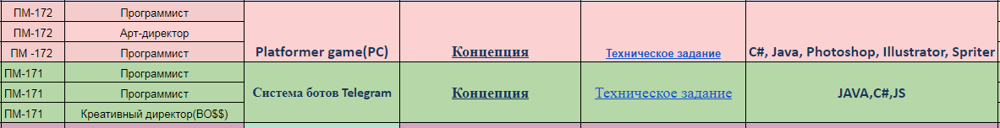 ПМ-172 Программист
ПМ-172 Арт-директор
ПМ -172 Программист Platformer game(PC) Концепция Техническое задание C#, Java, Photoshop, Illustrator, Spriter
ПМ-171 Программист
ПМ-171 Программист Система ботов Telegram Концепция Техническое задание JAVA,C#,JS
ПМ-171 Креативный директор(BO$$)